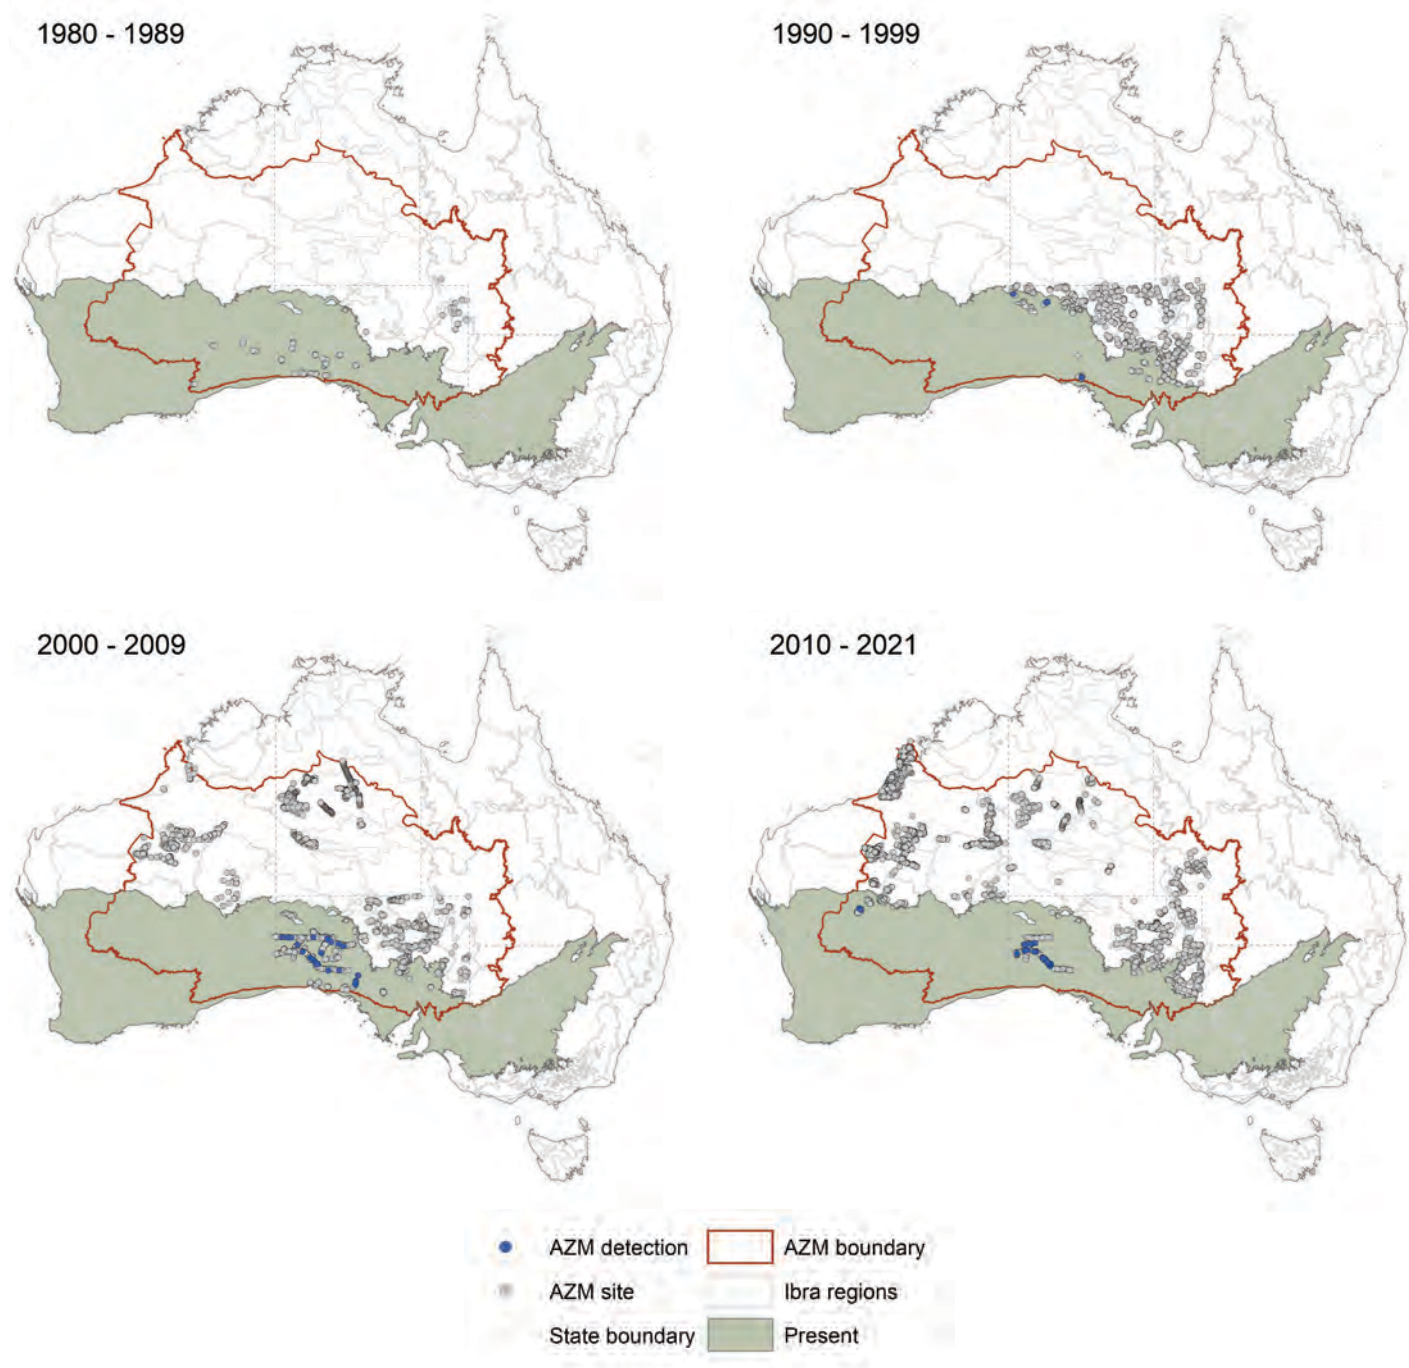 1980 - 1989
1990 - 1999
2000 - 2009
2010 - 2021
AZM detection
AZM boundary
AZM site
Ibra regions
State boundary
Present